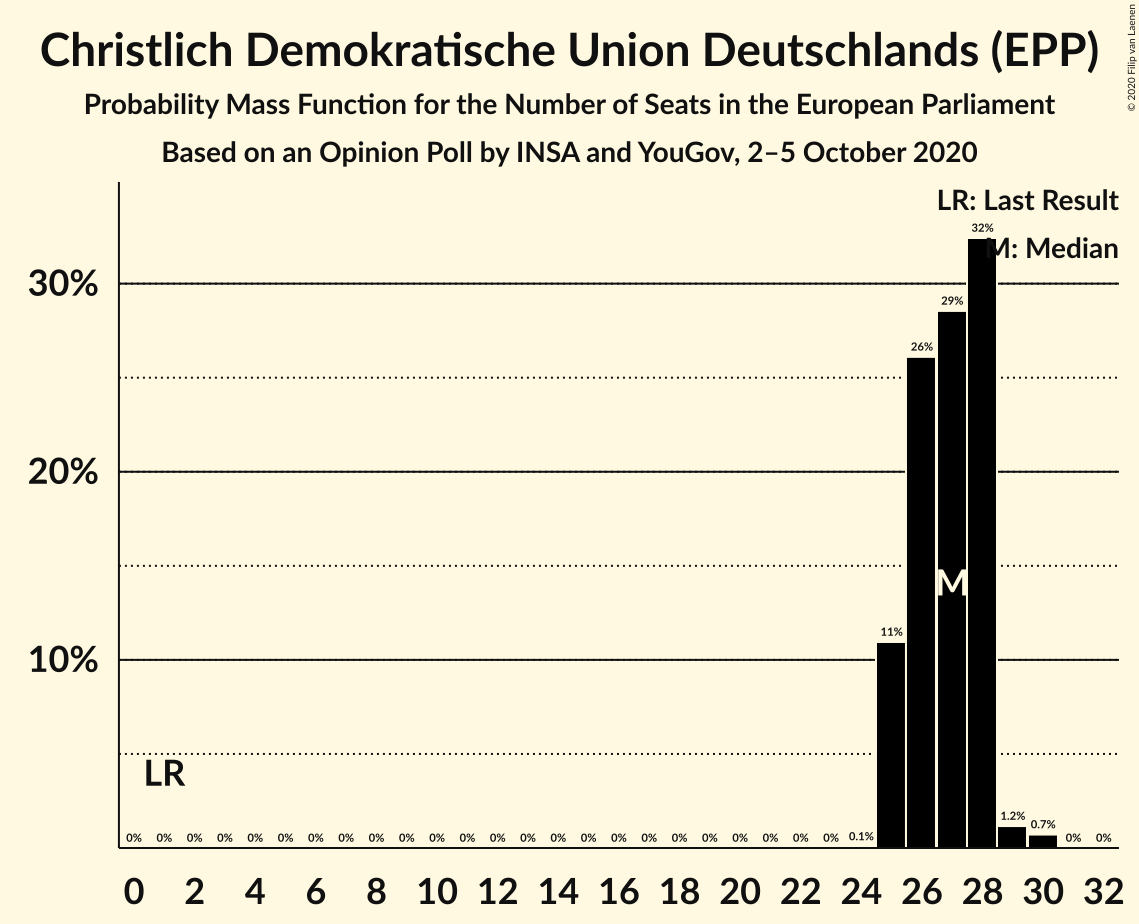 Christlich Demokratische Union Deutschlands (EPP)
Probability Mass Function for the Number of Seats in the European Parliament
Based on an Opinion Poll by INSA and YouGov, 2–5 October 2020
© 2020 Filip van Laenen
LR: Last Result
M: Median
32%
30%
29%
26%
20%
M
11%
10%
LR
0% 0% 0% 0% 0% 0% 0% 0% 0% 0% 0% 0% 0% 0% 0% 0% 0% 0% 0% 0% 0% 0% 0% 0% 0.1% 1.2% 0.7% 0% 0%
0 2 4 6 8 10 12 14 16 18 20 22 24 26 28 30 32